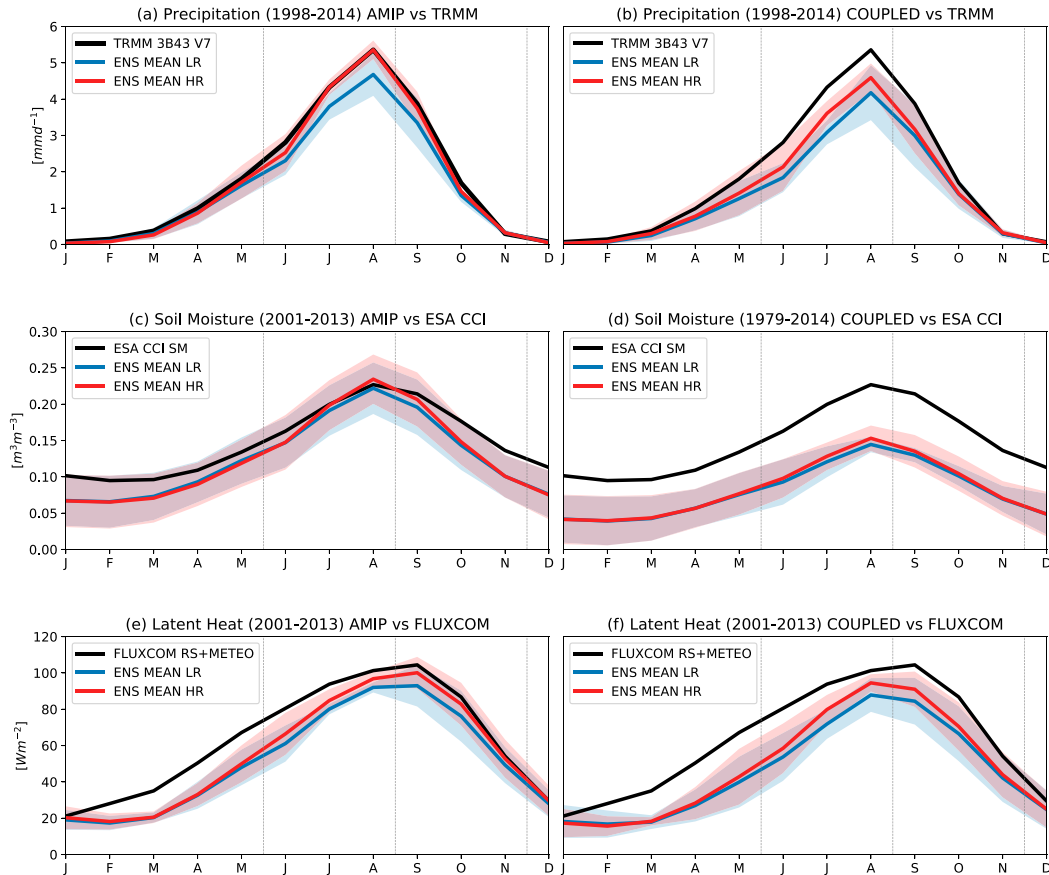 (a) Precipitation (1998-2014) AMIP vs TRMM
[mmd⁻¹]
6
5
4
3
2
1
0
TRMM 3B43 V7
ENS MEAN LR
ENS MEAN HR
J F M A M J J A S O N D
(b) Precipitation (1998-2014) COUPLED vs TRMM
TRMM 3B43 V7
ENS MEAN LR
ENS MEAN HR
J F M A M J J A S O N D
(c) Soil Moisture (2001-2013) AMIP vs ESA CCI
[m³m⁻³]
0.30
0.25
0.20
0.15
0.10
0.05
0.00
ESA CCI SM
ENS MEAN LR
ENS MEAN HR
J F M A M J J A S O N D
(d) Soil Moisture (1979-2014) COUPLED vs ESA CCI
ESA CCI SM
ENS MEAN LR
ENS MEAN HR
J F M A M J J A S O N D
(e) Latent Heat (2001-2013) AMIP vs FLUXCOM
[Wm⁻²]
120
100
80
60
40
20
0
FLUXCOM RS+METEO
ENS MEAN LR
ENS MEAN HR
J F M A M J J A S O N D
(f) Latent Heat (2001-2013) COUPLED vs FLUXCOM
FLUXCOM RS+METEO
ENS MEAN LR
ENS MEAN HR
J F M A M J J A S O N D